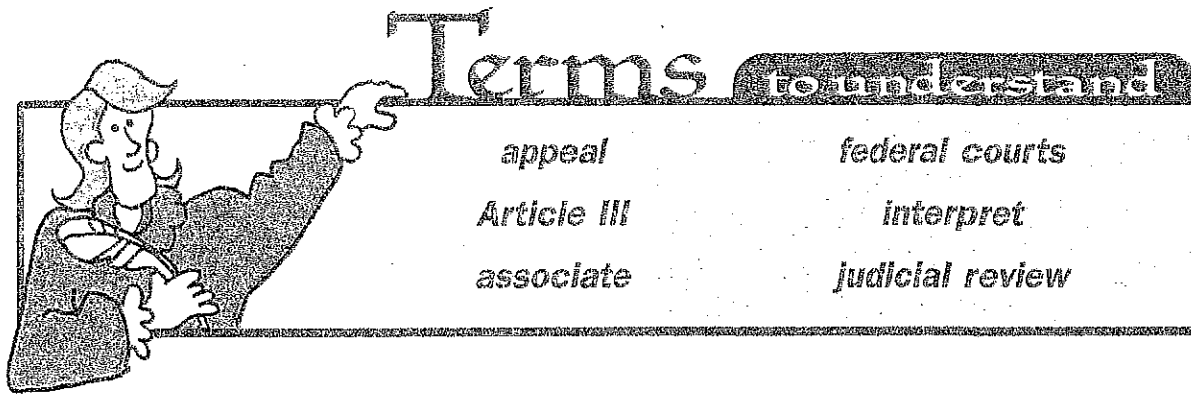 Terms to understand
appeal federal courts
Article III interpret
associate judicial review